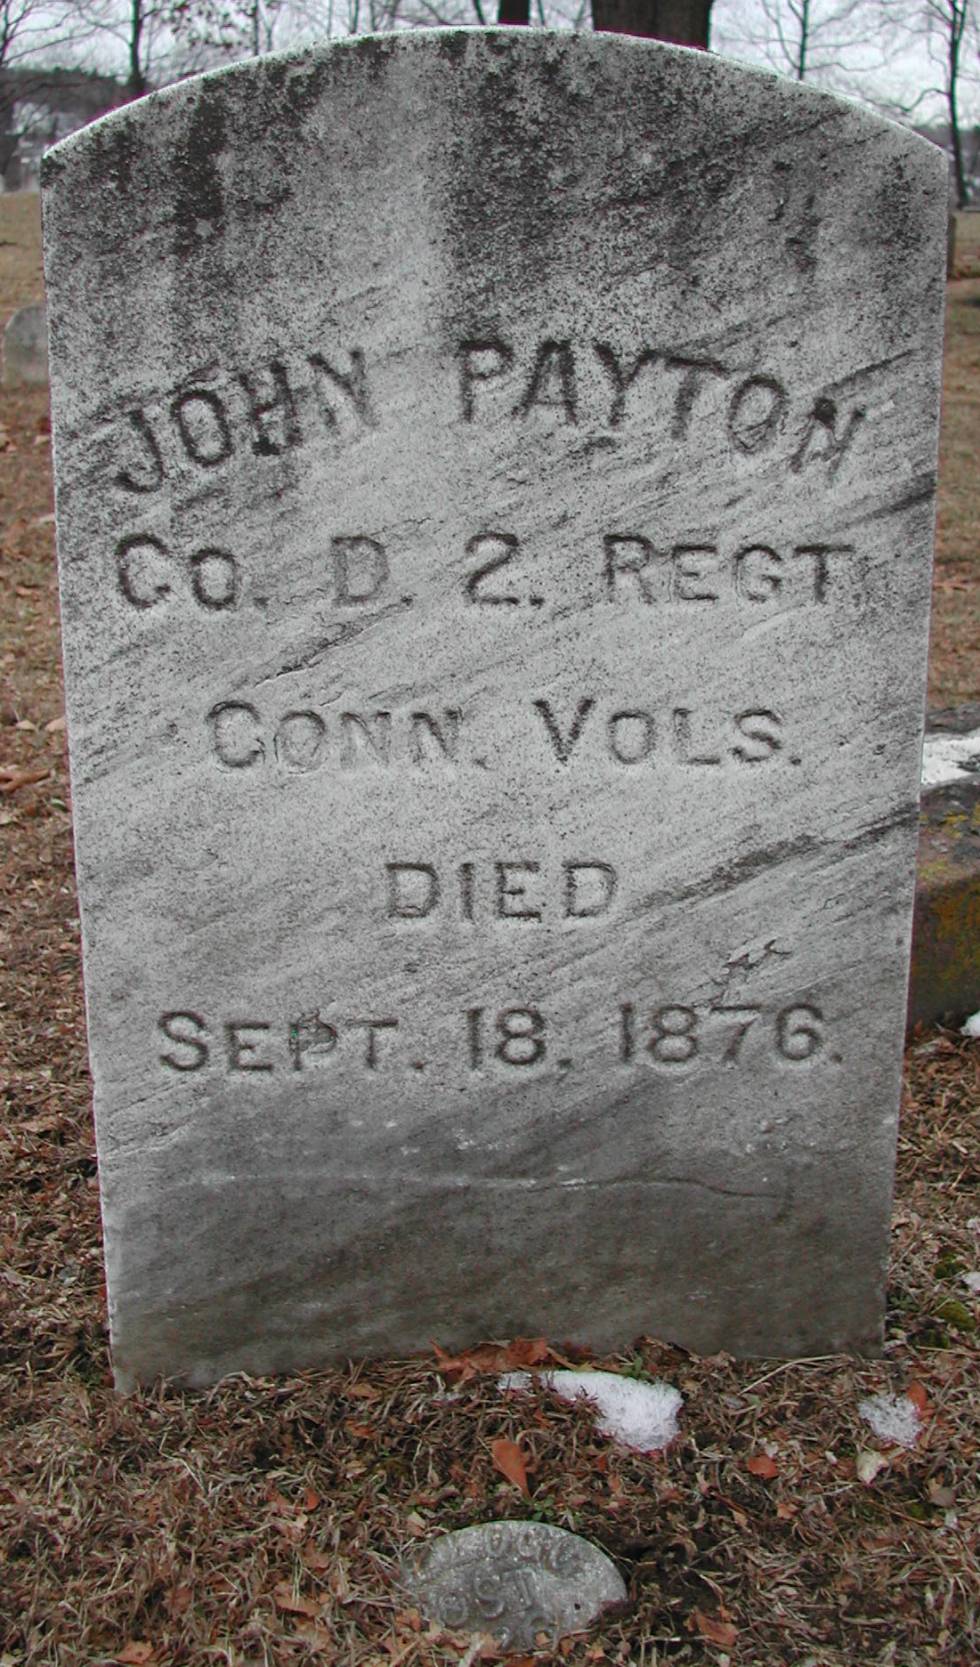 JOHN PAYTON
CO. D. 2. REGT.
CONN. VOLS.
DIED
SEPT. 18, 1876.